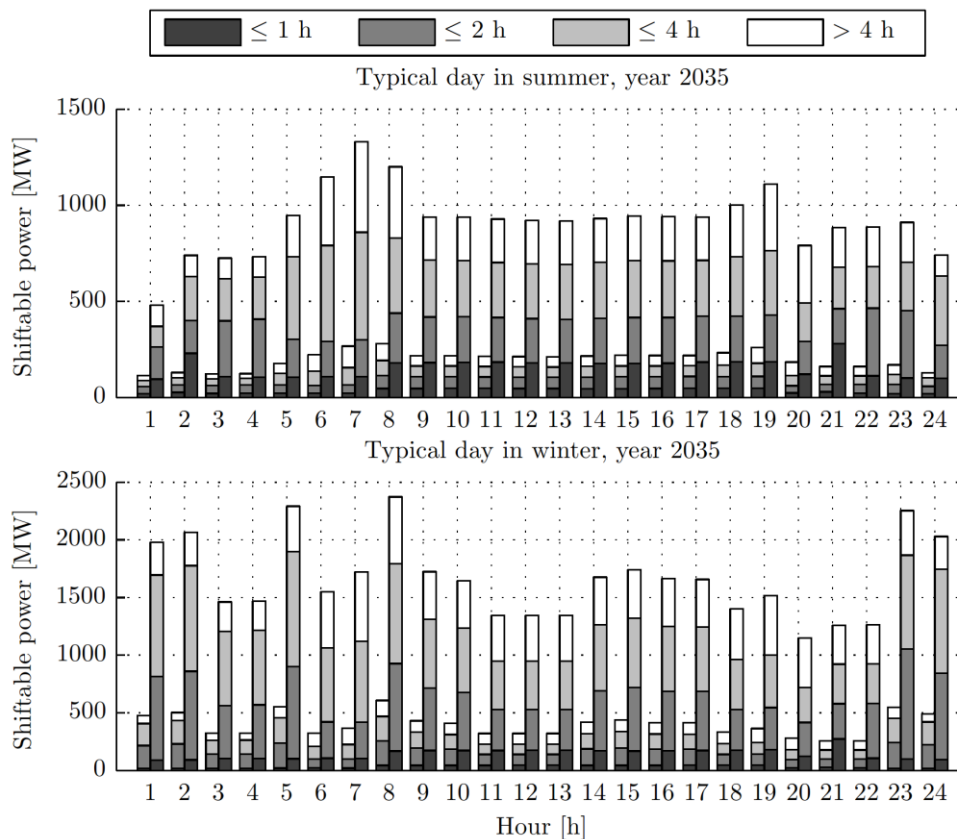 ≤ 1 h ≤ 2 h ≤ 4 h > 4 h
Typical day in summer, year 2035
Shiftable power [MW]
1500
1000
500
0
1 2 3 4 5 6 7 8 9 10 11 12 13 14 15 16 17 18 19 20 21 22 23 24
Typical day in winter, year 2035
Shiftable power [MW]
2500
2000
1500
1000
500
0
1 2 3 4 5 6 7 8 9 10 11 12 13 14 15 16 17 18 19 20 21 22 23 24
Hour [h]